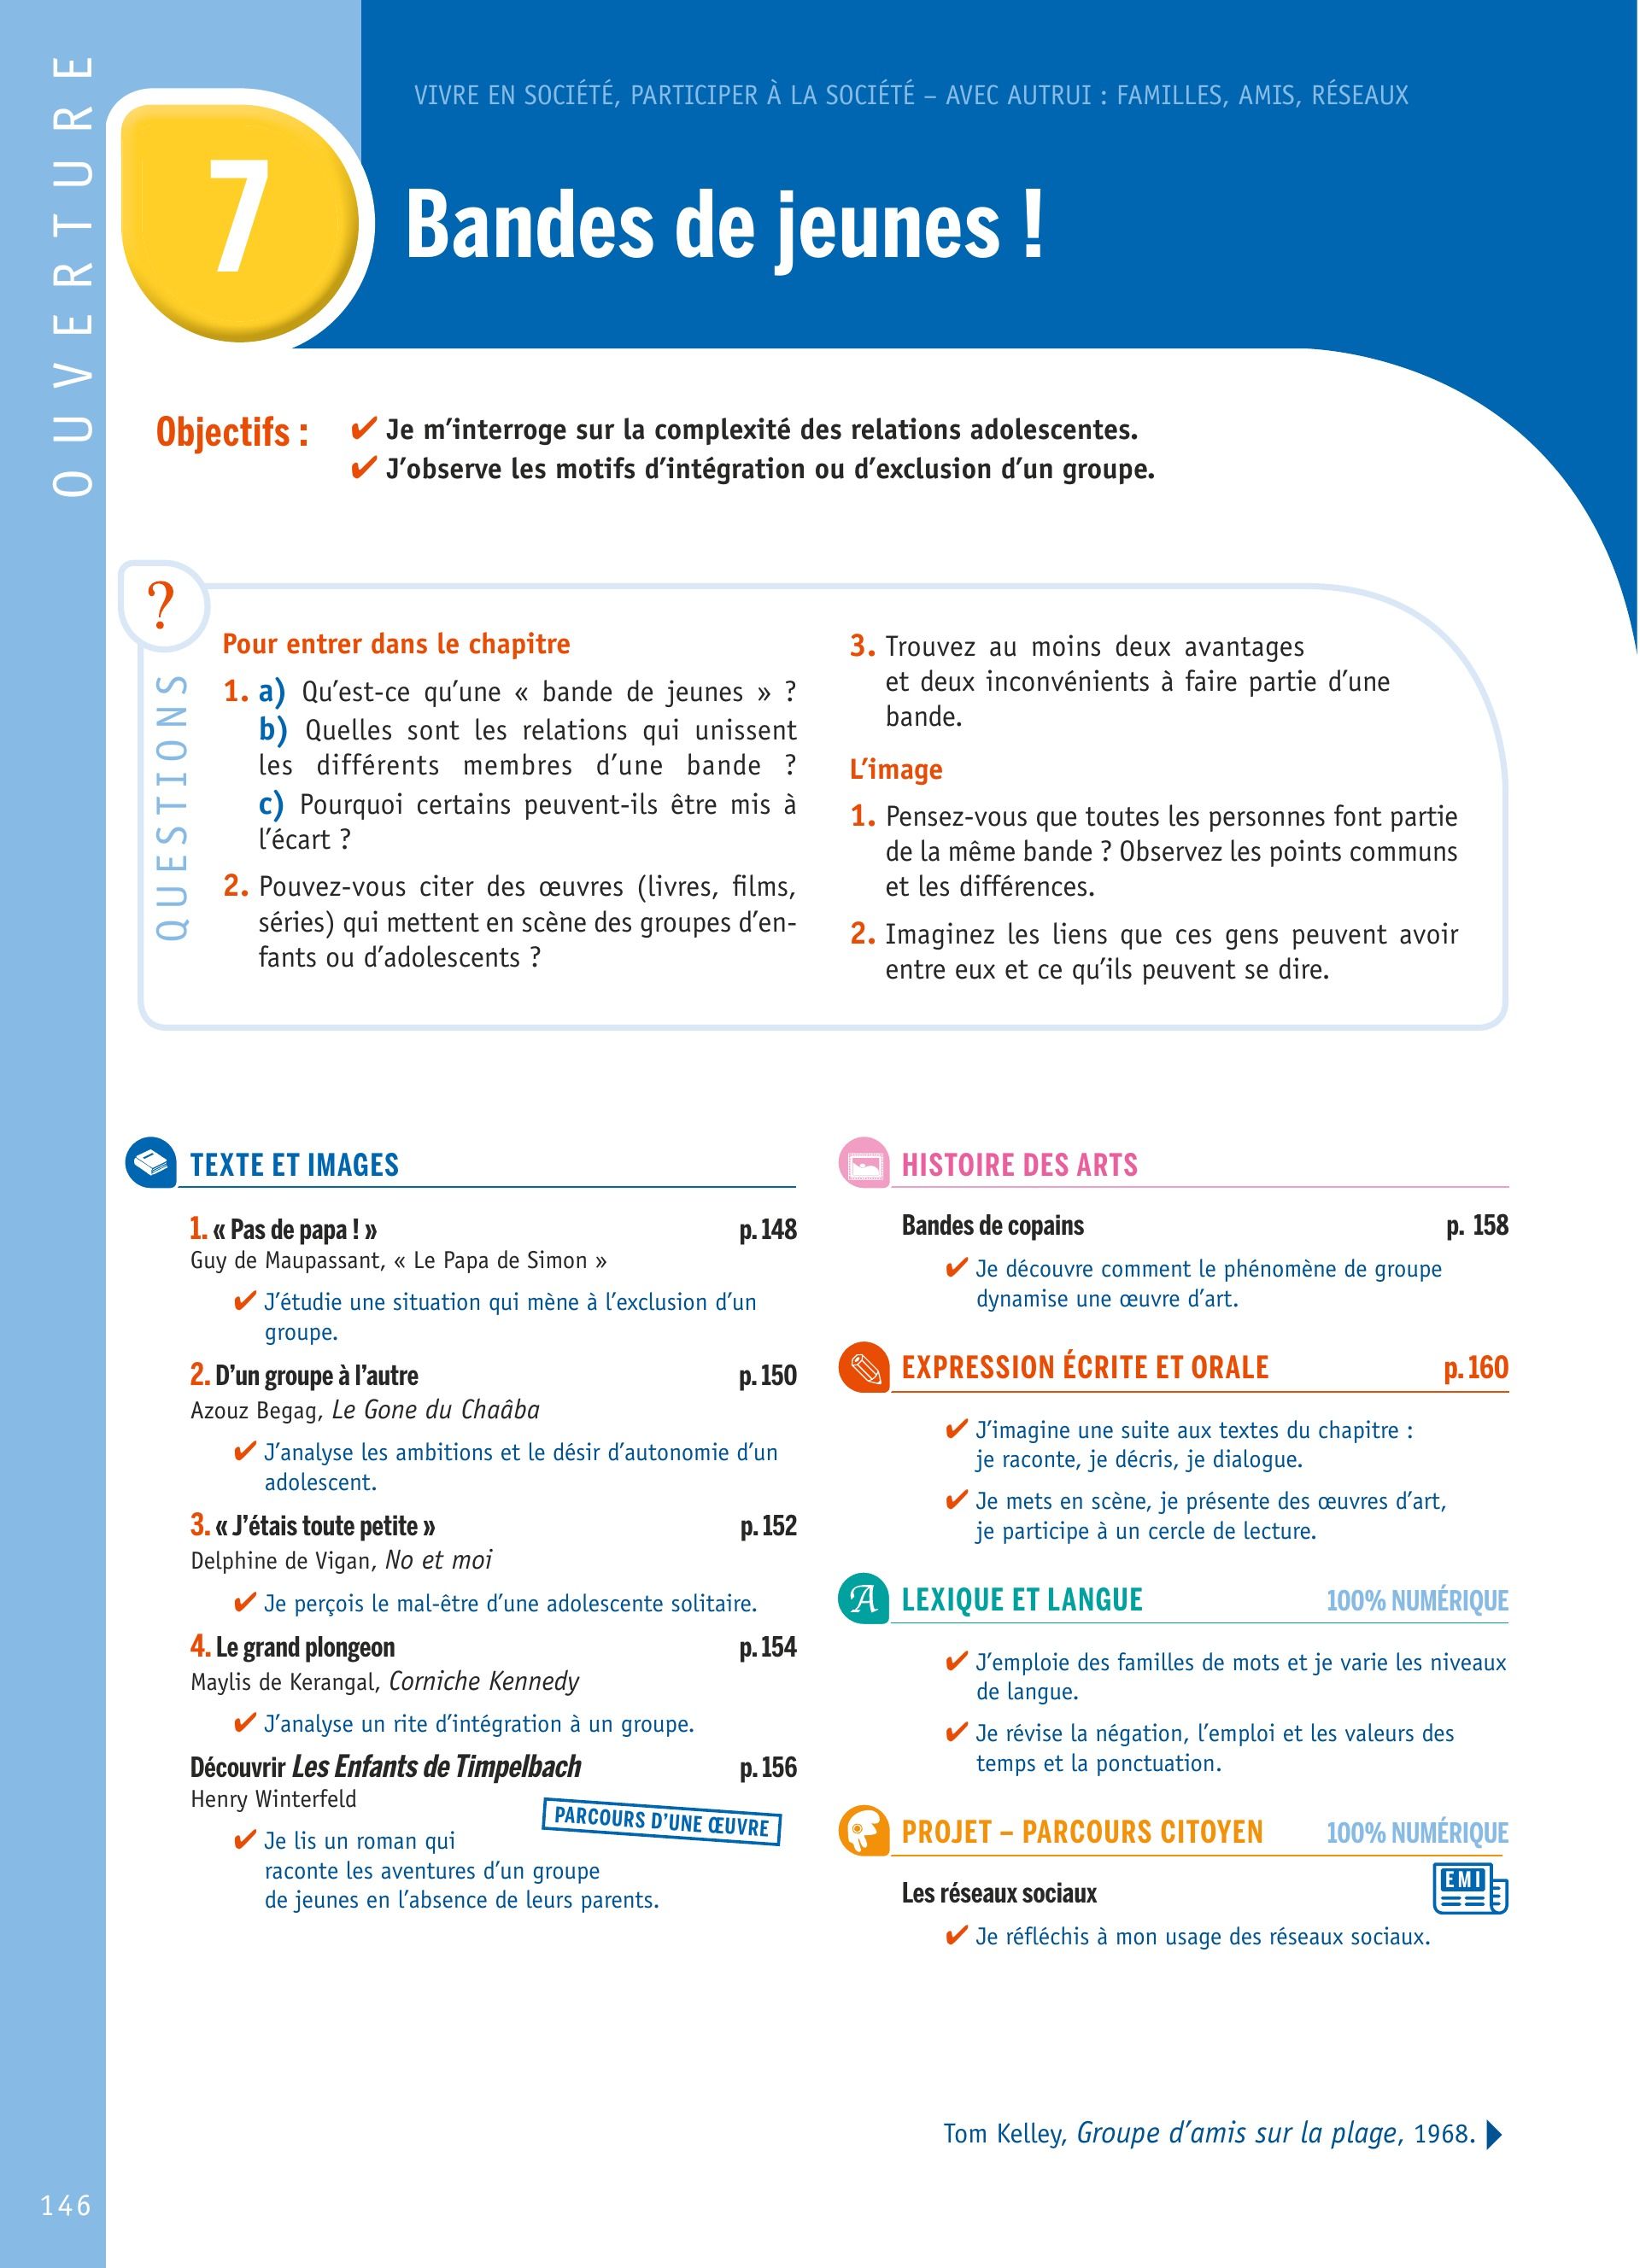 OUVERTURE
VIVRE EN SOCIÉTÉ, PARTICIPER À LA SOCIÉTÉ – AVEC AUTRUI : FAMILLES, AMIS, RÉSEAUX
7
Bandes de jeunes !
Objectifs :
✔ Je m’interroge sur la complexité des relations adolescentes.
✔ J’observe les motifs d’intégration ou d’exclusion d’un groupe.
?
QUESTIONS
Pour entrer dans le chapitre
1. a) Qu’est-ce qu’une « bande de jeunes » ?
b) Quelles sont les relations qui unissent
les différents membres d’une bande ?
c) Pourquoi certains peuvent-ils être mis à
l’écart ?
2. Pouvez-vous citer des œuvres (livres, films,
séries) qui mettent en scène des groupes d’en-
fants ou d’adolescents ?
3. Trouvez au moins deux avantages
et deux inconvénients à faire partie d’une
bande.
L’image
1. Pensez-vous que toutes les personnes font partie
de la même bande ? Observez les points communs
et les différences.
2. Imaginez les liens que ces gens peuvent avoir
entre eux et ce qu’ils peuvent se dire.
TEXTE ET IMAGES
1. « Pas de papa ! » p. 148
Guy de Maupassant, « Le Papa de Simon »
✔ J’étudie une situation qui mène à l’exclusion d’un
groupe.
2. D’un groupe à l’autre p. 150
Azouz Begag, Le Gone du Chaâba
✔ J’analyse les ambitions et le désir d’autonomie d’un
adolescent.
3. « J’étais toute petite » p. 152
Delphine de Vigan, No et moi
✔ Je perçois le mal-être d’une adolescente solitaire.
4. Le grand plongeon p. 154
Maylis de Kerangal, Corniche Kennedy
✔ J’analyse un rite d’intégration à un groupe.
Découvrir Les Enfants de Timpelbach p. 156
Henry Winterfeld
PARCOURS D’UNE ŒUVRE
✔ Je lis un roman qui
raconte les aventures d’un groupe
de jeunes en l’absence de leurs parents.
HISTOIRE DES ARTS
Bandes de copains p. 158
✔ Je découvre comment le phénomène de groupe
dynamise une œuvre d’art.
EXPRESSION ÉCRITE ET ORALE p. 160
✔ J’imagine une suite aux textes du chapitre :
je raconte, je décris, je dialogue.
✔ Je mets en scène, je présente des œuvres d’art,
je participe à un cercle de lecture.
A LEXIQUE ET LANGUE 100% NUMÉRIQUE
✔ J’emploie des familles de mots et je varie les niveaux
de langue.
✔ Je révise la négation, l’emploi et les valeurs des
temps et la ponctuation.
PROJET – PARCOURS CITOYEN 100% NUMÉRIQUE
EMI
Les réseaux sociaux
✔ Je réfléchis à mon usage des réseaux sociaux.
Tom Kelley, Groupe d’amis sur la plage, 1968.
146